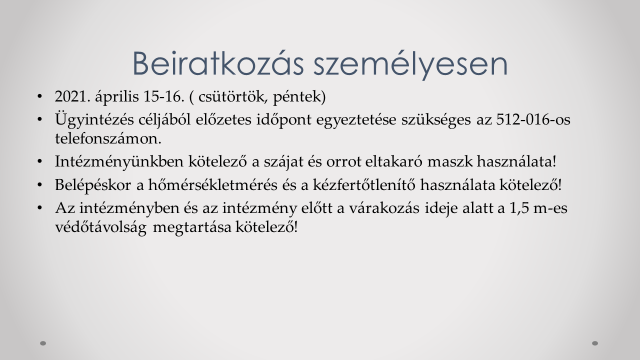 Beiratkozás személyesen
• 2021. április 15-16. ( csütörtök, péntek)
• Ügyintézés céljából előzetes időpont egyeztetése szükséges az 512-016-os
telefonszámon.
• Intézményünkben kötelező a szájat és orrot eltakaró maszk használata!
• Belépéskor a hőmérsékletmérés és a kézfertőtlenítő használata kötelező!
• Az intézményben és az intézmény előtt a várakozás ideje alatt a 1,5 m-es
védőtávolság megtartása kötelező!